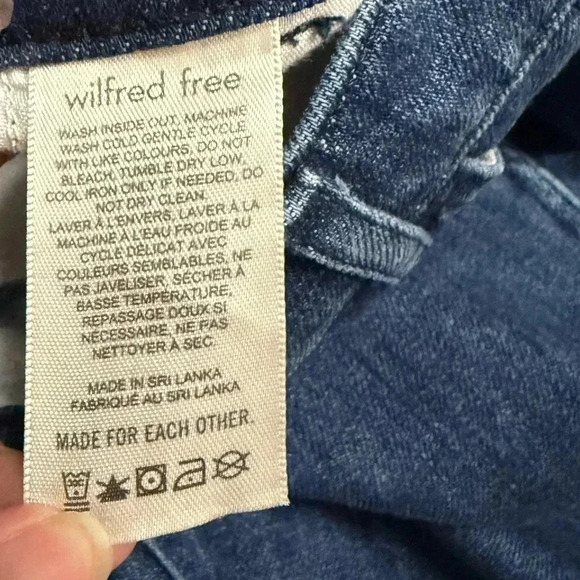 wilfred free
WASH INSIDE OUT, MACHINE
WASH COLD GENTLE CYCLE
WITH LIKE COLOURS, DO NOT
BLEACH, TUMBLE DRY LOW,
COOL IRON ONLY IF NEEDED, DO
NOT DRY CLEAN.
LAVER À L'ENVERS, LAVER À LA
MACHINE À L'EAU FROIDE AU
CYCLE DÉLICAT AVEC
COULEURS SEMBLABLES, NE
PAS JAVELISER, SÉCHER À
BASSE TEMPÉRATURE,
REPASSAGE DOUX SI
NÉCESSAIRE, NE PAS
NETTOYER À SEC.
MADE IN SRI LANKA
FABRIQUÉ AU SRI LANKA
MADE FOR EACH OTHER.